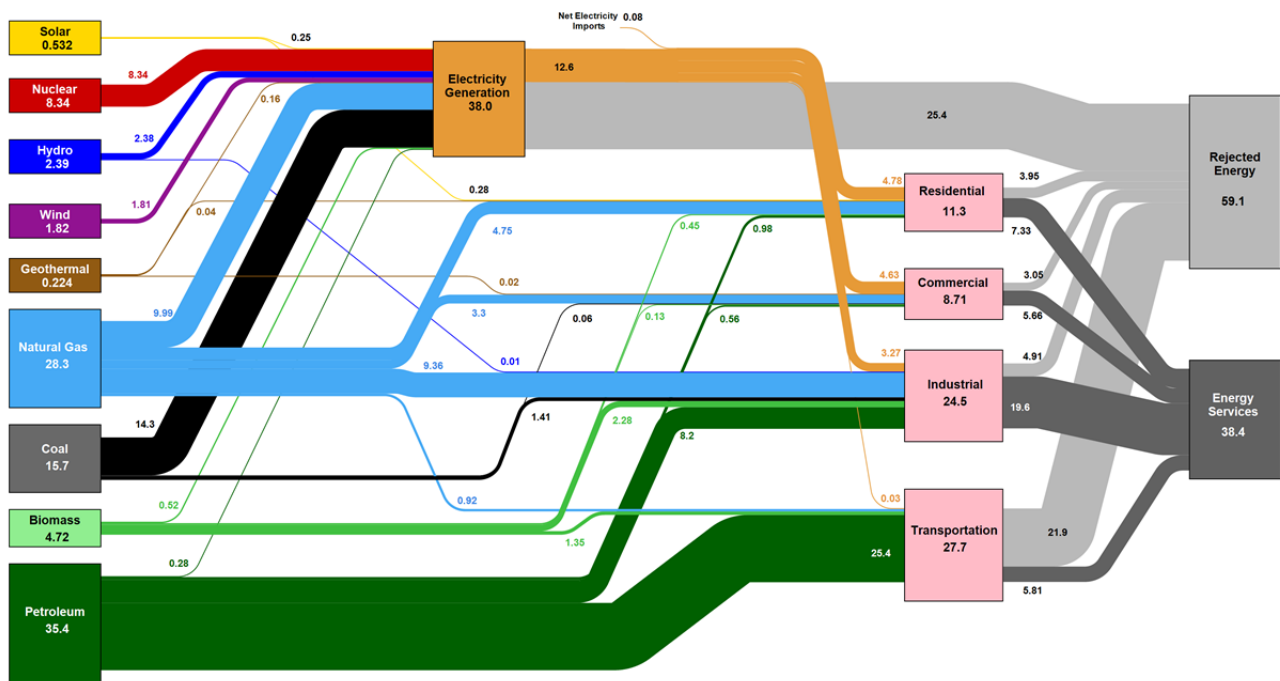 Net Electricity
Imports
0.08
Solar
0.532
0.25
Nuclear
8.34
8.34
Hydro
2.39
2.38
Wind
1.82
1.81
Geothermal
0.224
0.16
0.04
Natural Gas
28.3
9.99
Coal
15.7
14.3
Biomass
4.72
0.52
Petroleum
35.4
0.28
Electricity
Generation
38.0
12.6
25.4
0.28
4.75
0.45
0.98
4.78
0.02
3.3
0.06
0.13
0.56
4.63
0.01
9.36
1.41
2.28
8.2
3.27
0.92
1.35
0.03
25.4
Residential
11.3
3.95
7.33
Commercial
8.71
3.05
5.66
Industrial
24.5
4.91
19.6
Transportation
27.7
21.9
5.81
Rejected
Energy
59.1
Energy
Services
38.4